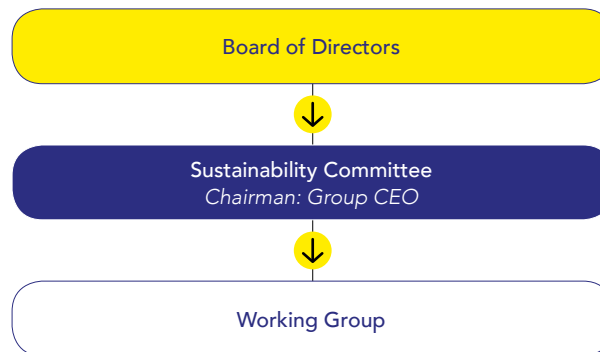 Board of Directors
Sustainability Committee
Chairman: Group CEO
Working Group